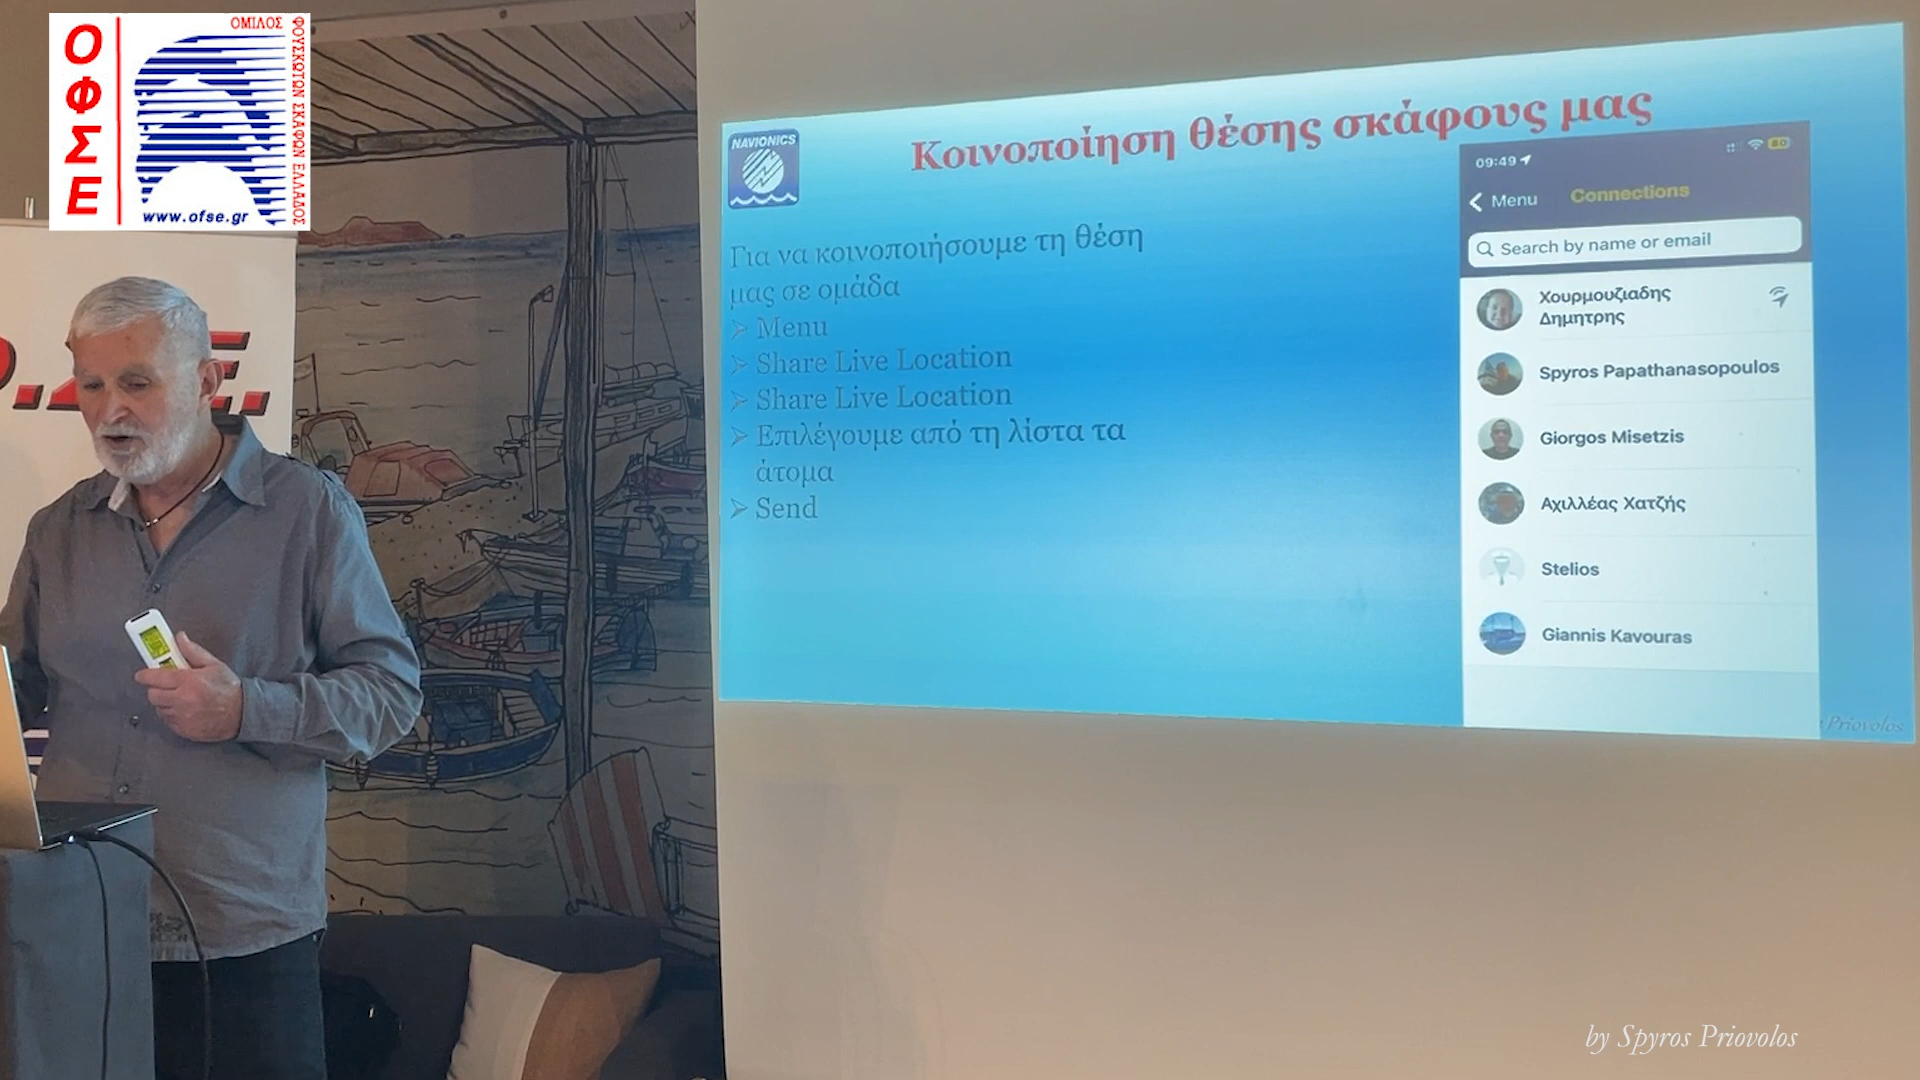 ΟΦΣΕ
ΟΜΙΛΟΣ
ΦΟΥΣΚΩΤΩΝ ΣΚΑΦΩΝ ΕΛΛΑΔΟΣ
www.ofse.gr
NAVIONICS
Κοινοποίηση θέσης σκάφους μας
Για να κοινοποιήσουμε τη θέση
μας σε ομάδα
➢ Menu
➢ Share Live Location
➢ Share Live Location
➢ Επιλέγουμε από τη λίστα τα
άτομα
➢ Send
09:49
80
Menu
Connections
Search by name or email
Χουρμουζιαδης
Δημητρης
Spyros Papathanasopoulos
Giorgos Misetzis
Αχιλλέας Χατζής
Stelios
Giannis Kavouras
Priovolos
by Spyros Priovolos